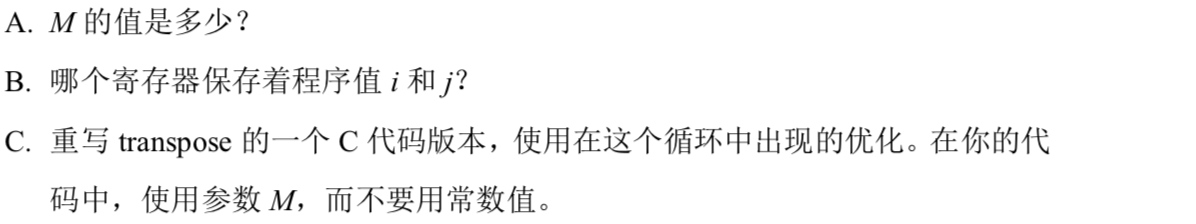 A. M 的值是多少？
B. 哪个寄存器保存着程序值 i 和 j？
C. 重写 transpose 的一个 C 代码版本，使用在这个循环中出现的优化。在你的代
码中，使用参数 M，而不要用常数值。